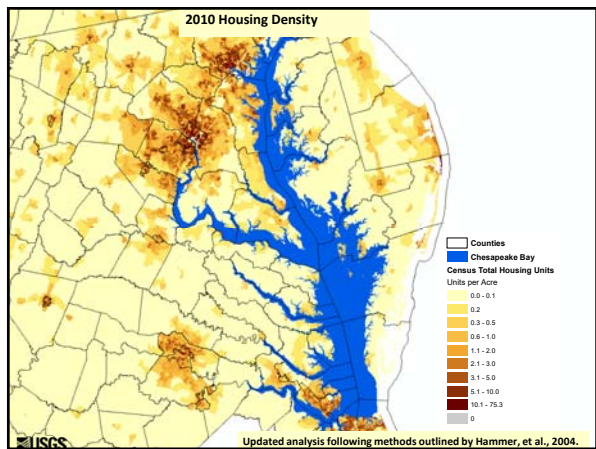 2010 Housing Density
Counties
Chesapeake Bay
Census Total Housing Units
Units per Acre
0.0 - 0.1
0.2
0.3 - 0.5
0.6 - 1.0
1.1 - 2.0
2.1 - 3.0
3.1 - 5.0
5.1 - 10.0
10.1 - 75.3
0
USGS
Updated analysis following methods outlined by Hammer, et al., 2004.